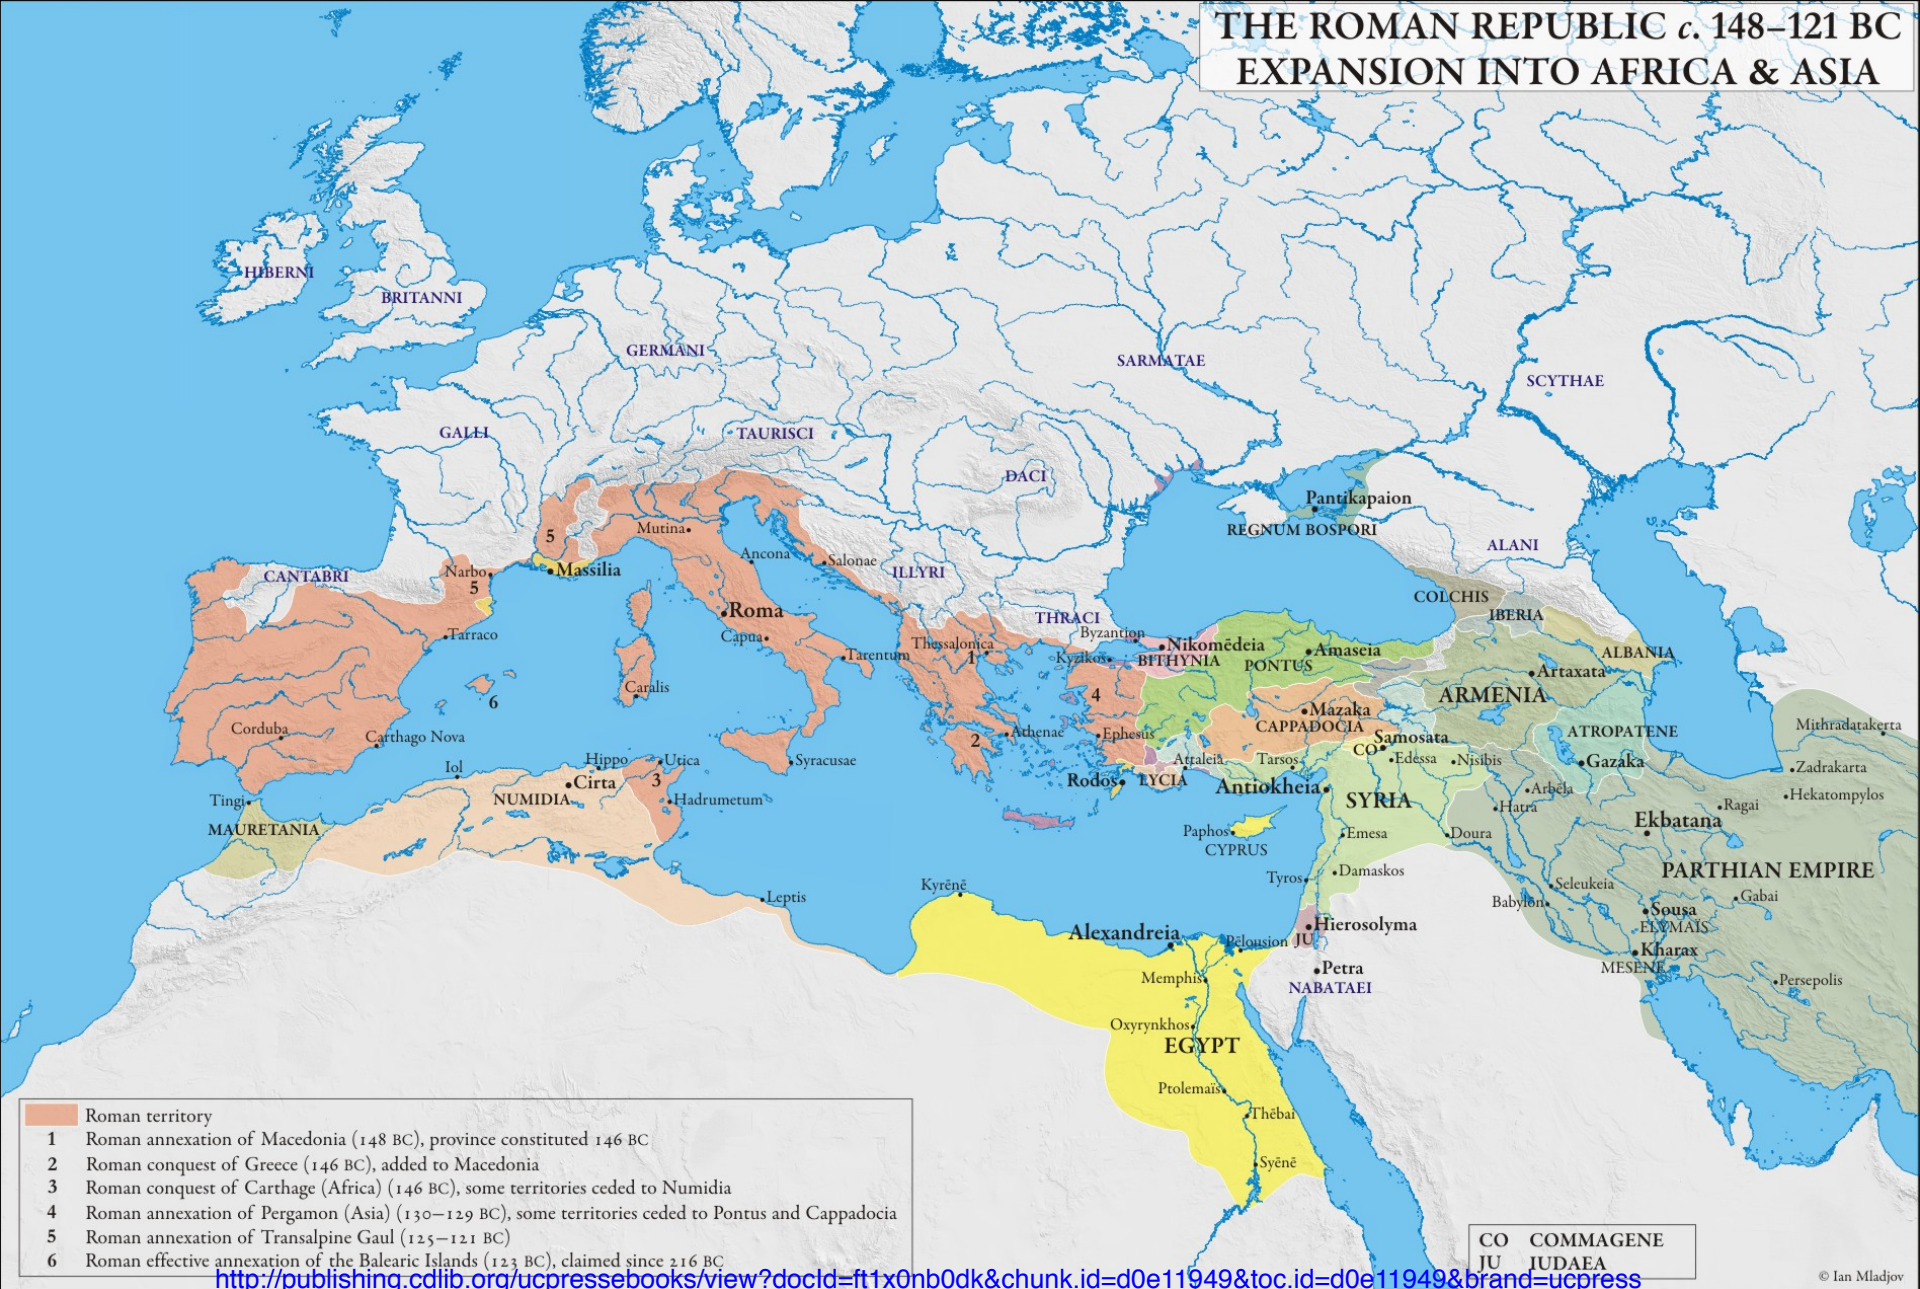 THE ROMAN REPUBLIC c. 148–121 BC
EXPANSION INTO AFRICA & ASIA
HIBERNI
BRITANNI
GERMANI
SARMATAE
SCYTHAE
GALLI
TAURISCI
DACI
Pantikapaion
REGNUM BOSPORI
ALANI
5
Mutina
Ancona
Salonae
Massilia
ILLYRI
CANTABRI
Narbo
5
COLCHIS
IBERIA
Roma
THRACI
Tarraco
Capua
Byzantion
Nikomēdeia
Thessalonica
1
Tarentum
Kyzikos
BITHYNIA
PONTUS
Amaseia
ALBANIA
Artaxata
Caralis
6
4
ARMENIA
Mazaka
CAPPADOCIA
Corduba
Carthago Nova
2
Athenae
Ephesus
Samosata
CO
ATROPATENE
Mithradatakerta
Iol
Hippo
Utica
Syracusae
Attaleia
Tarsos
Edessa
Nisibis
Gazaka
Zadrakarta
Cirta
3
Rodos
LYCIA
Antiokheia
Tingi
NUMIDIA
Hadrumetum
SYRIA
Arbēla
Hatra
Hekatompylos
Ragai
MAURETANIA
Paphos
CYPRUS
Emesa
Doura
Ekbatana
Tyros
Damaskos
PARTHIAN EMPIRE
Kyrēnē
Leptis
Seleukeia
Babylon
Gabai
Sousa
ELYMAÏS
Alexandreia
Pēlousion
JU
Hierosolyma
Kharax
MESENE
Memphis
Petra
NABATAEI
Persepolis
Oxyrynkhos
EGYPT
Ptolemaïs
Thēbai
Syēnē
Roman territory
1 Roman annexation of Macedonia (148 BC), province constituted 146 BC
2 Roman conquest of Greece (146 BC), added to Macedonia
3 Roman conquest of Carthage (Africa) (146 BC), some territories ceded to Numidia
4 Roman annexation of Pergamon (Asia) (130–129 BC), some territories ceded to Pontus and Cappadocia
5 Roman annexation of Transalpine Gaul (125–121 BC)
6 Roman effective annexation of the Balearic Islands (123 BC), claimed since 216 BC
CO COMMAGENE
JU IUDAEA
© Ian Mladjov
http://publishing.cdlib.org/ucpressebooks/view?docId=ft1x0nb0dk&chunk.id=d0e11949&toc.id=d0e11949&brand=ucpress